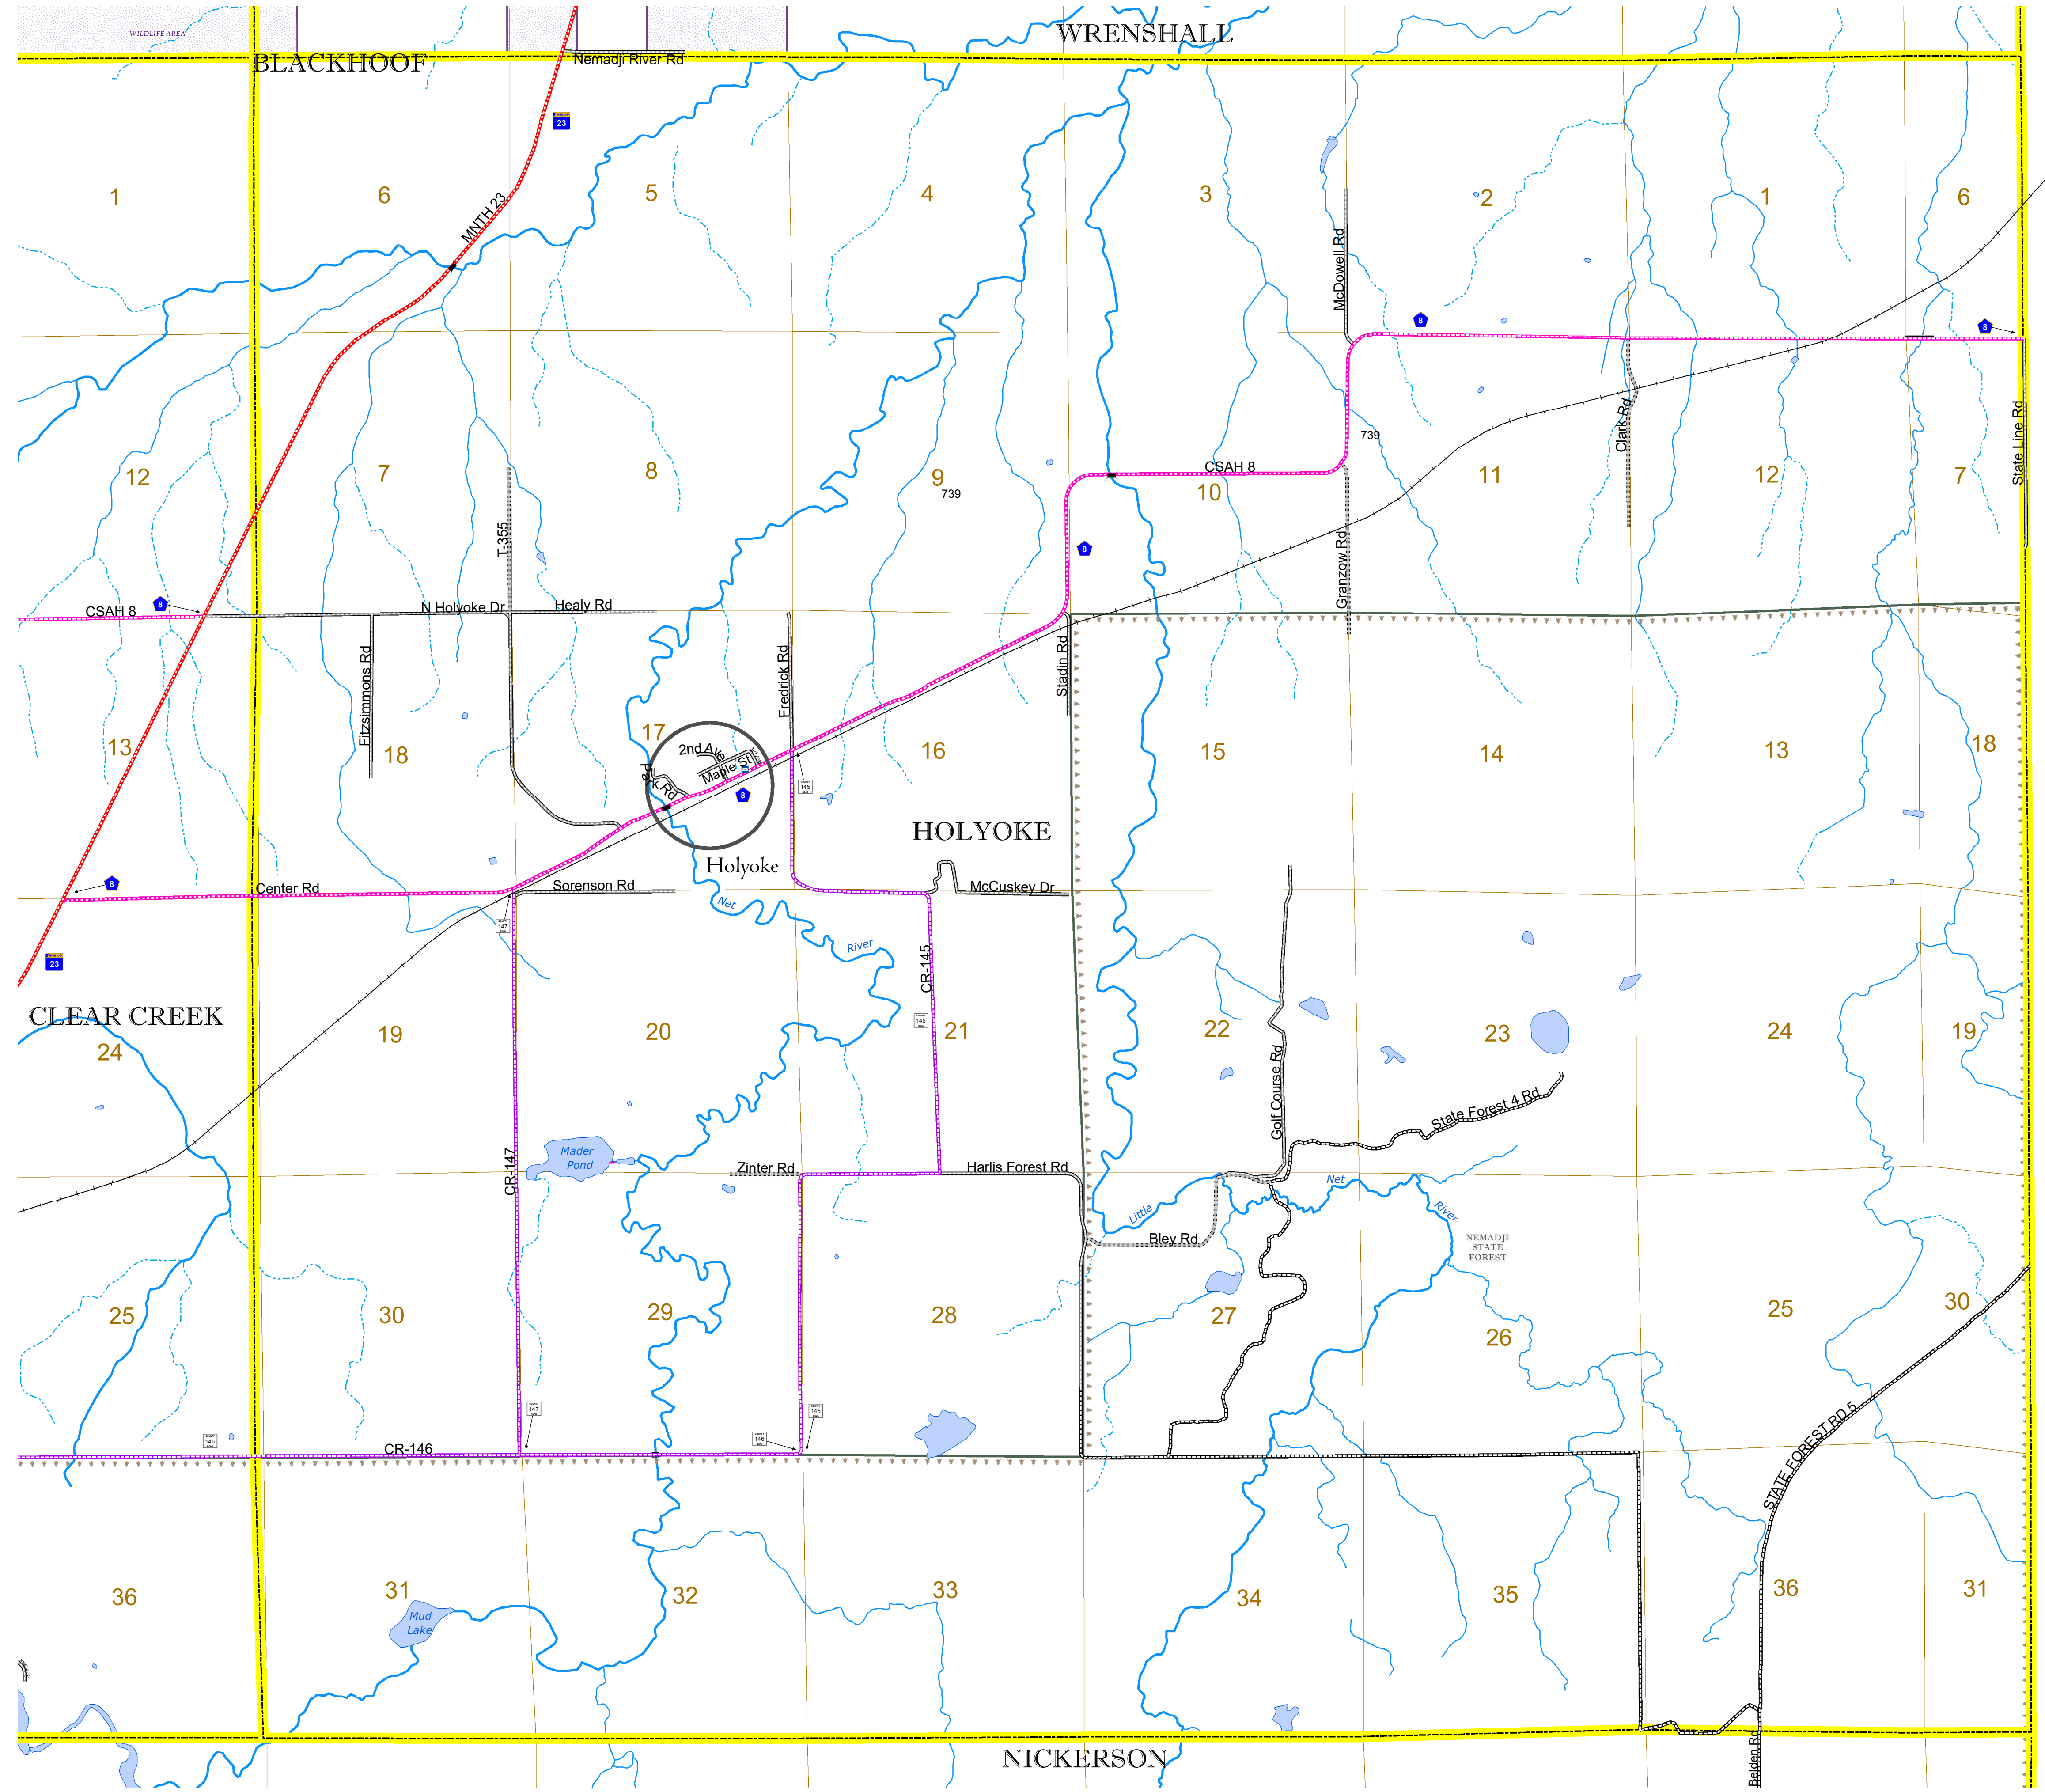 WRENSHALL
WILDLIFE AREA
BLACKHOOF
Nemadji River Rd
23
1
6
5
4
3
2
1
6
MNTH 23
McDowell Rd
8
8
739
Clark Rd
State Line Rd
12
7
8
9
739
CSAH 8
10
11
12
7
T-355
8
Granzow Rd
CSAH 8
8
N Holyoke Dr
Healy Rd
Fitzsimmons Rd
Fredrick Rd
Stadin Rd
13
18
17
2nd Ave
Maple St
Park Rd
8
145
16
15
14
13
18
HOLYOKE
Holyoke
8
Center Rd
Sorenson Rd
McCuskey Dr
147
Net
River
23
CR-145
CLEAR CREEK
24
19
20
145
21
22
23
24
19
Golf Course Rd
State Forest 4 Rd
Mader
Pond
CR-147
Zinter Rd
Harlis Forest Rd
Little
Net
River
Bley Rd
NEMADJI
STATE
FOREST
25
30
29
28
27
26
25
30
147
145
145
146
CR-146
STATE FOREST RD 5
36
31
32
33
34
35
36
31
Mud
Lake
NICKERSON
Belden Rd